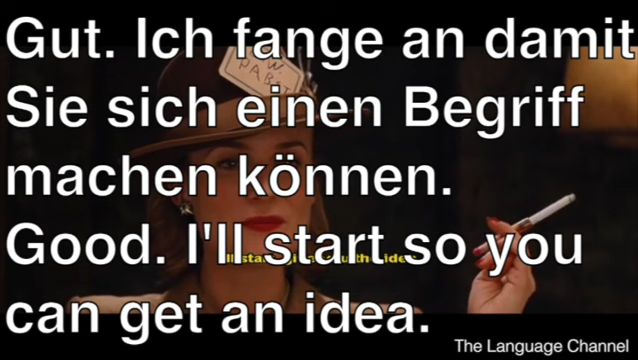 Gut. Ich fange an damit
Sie sich einen Begriff
machen können.
Good. I'll start so you
can get an idea.
The Language Channel